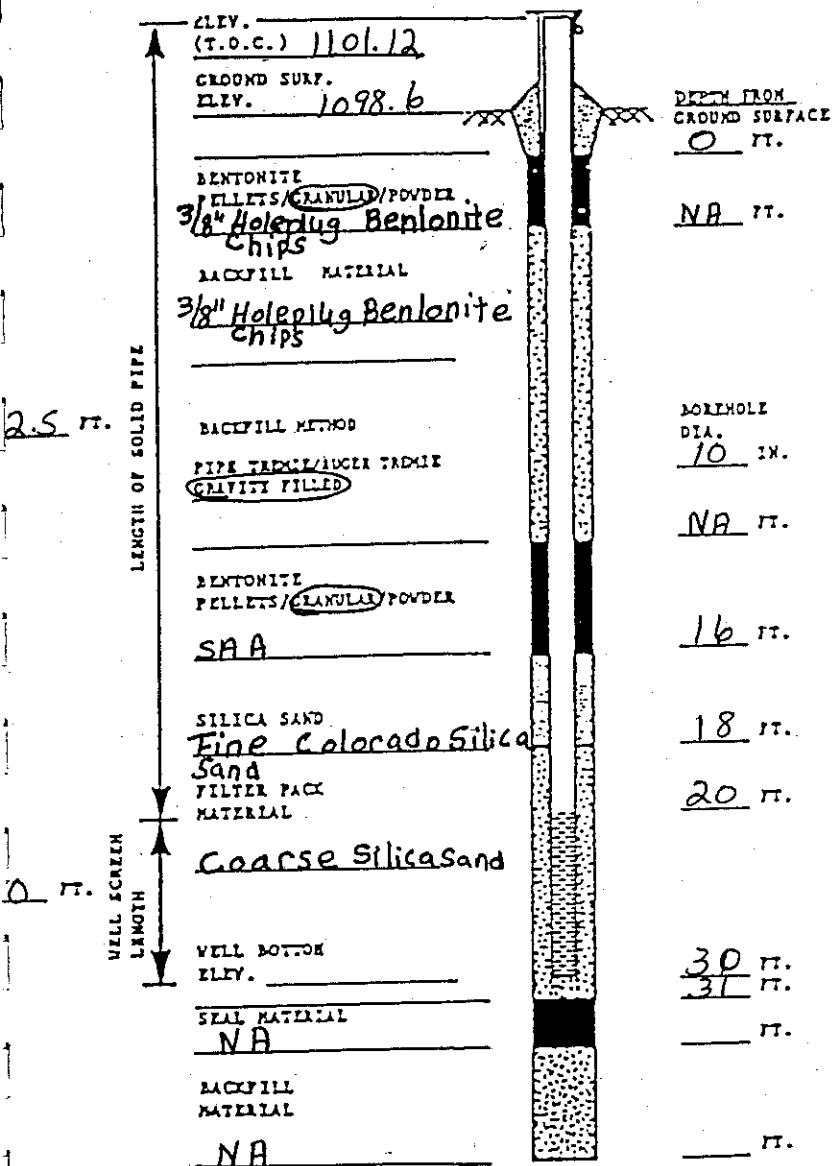 ELEV.
(T.O.C.) 1101.12
GROUND SURF.
ELEV. 1098.6
DEPTH FROM
GROUND SURFACE
0 FT.
BENTONITE
PELLETS/GRANULAR/POWDER
3/8" Holeplug Benlonite
Chips
NA FT.
BACKFILL MATERIAL
3/8" Holeplug Benlonite
Chips
LENGTH OF SOLID PIPE
2.5 FT.
BACKFILL METHOD
PIPE TREMIE/AUGER TREMIE
GRAVITY FILLED
BOREHOLE
DIA.
10 IN.
NA FT.
BENTONITE
PELLETS/GRANULAR/POWDER
SAA
16 FT.
SILICA SAND
Fine Colorado Silica
Sand
18 FT.
FILTER PACK
MATERIAL
20 FT.
Coarse Silica Sand
WELL SCREEN
LENGTH
0 FT.
WELL BOTTOM
ELEV.
30 FT.
31 FT.
SEAL MATERIAL
NA
FT.
BACKFILL
MATERIAL
NA
FT.